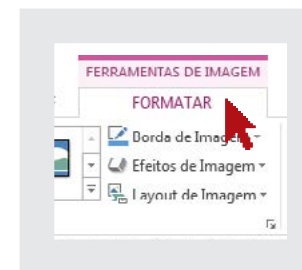 FERRAMENTAS DE IMAGEM
FORMATAR
Borda de Imagem
Efeitos de Imagem
Layout de Imagem